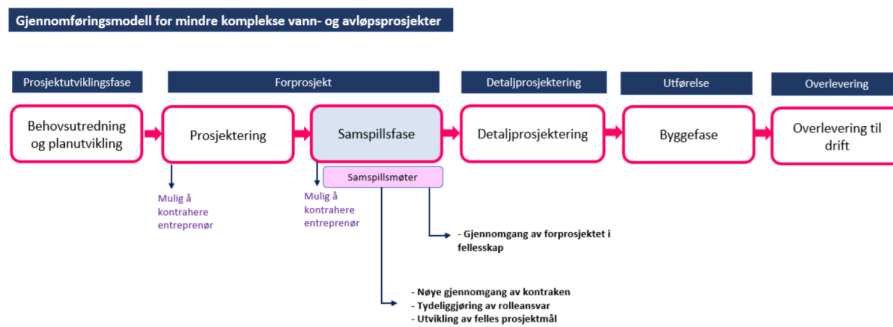 Gjennomføringsmodell for mindre komplekse vann- og avløpsprosjekter
Prosjektutviklingsfase
Forprosjekt
Detaljprosjektering
Utførelse
Overlevering
Behovsutredning
og planutvikling
Prosjektering
Samspillsfase
Detaljprosjektering
Byggefase
Overlevering til
drift
Samspillsmøter
Mulig å
kontrahere
entreprenør
Mulig å
kontrahere
entreprenør
- Gjennomgang av forprosjektet i
fellesskap
- Nøye gjennomgang av kontraken
- Tydeliggjøring av rolleansvar
- Utvikling av felles prosjektmål